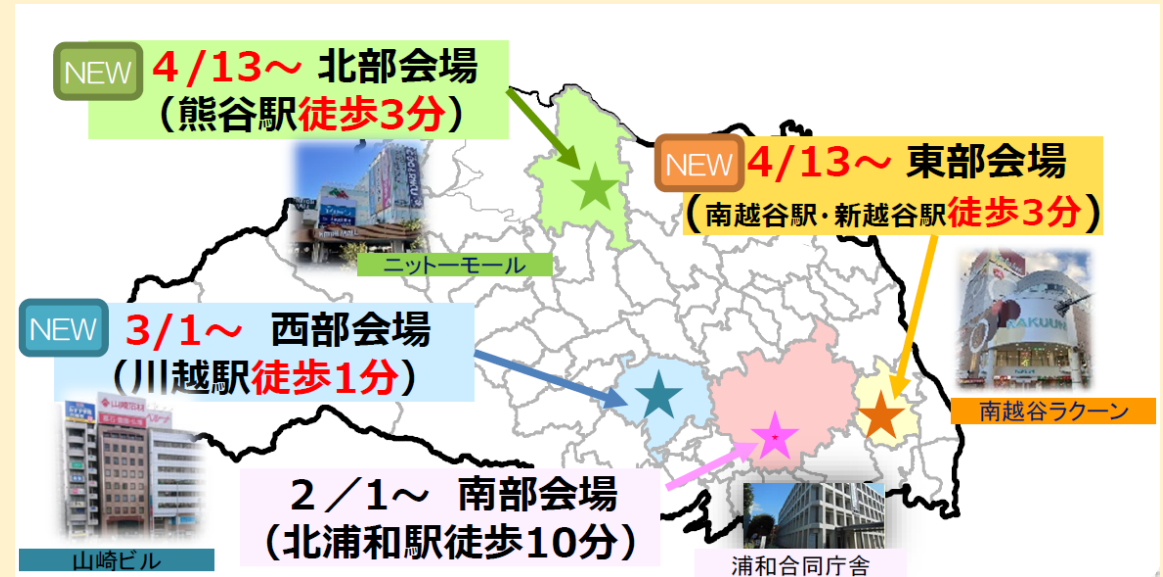 NEW 4/13～ 北部会場
(熊谷駅徒歩3分)
ニットーモール
NEW 4/13～ 東部会場
(南越谷駅・新越谷駅徒歩3分)
南越谷ラクーン
NEW 3/1～ 西部会場
(川越駅徒歩1分)
山崎ビル
2／1～ 南部会場
(北浦和駅徒歩10分)
浦和合同庁舎